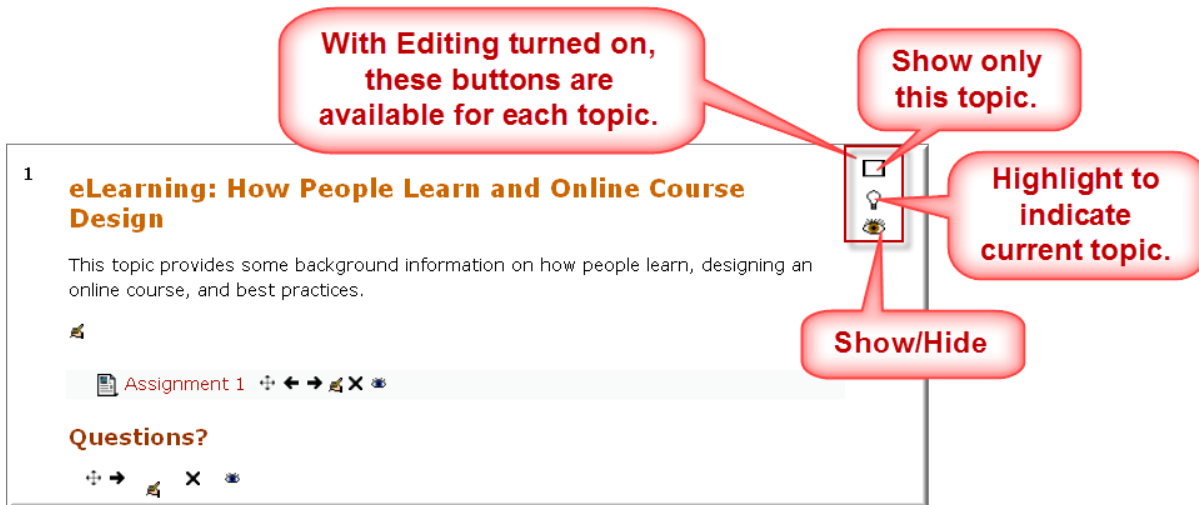 With Editing turned on,
these buttons are
available for each topic.
Show only
this topic.
1
eLearning: How People Learn and Online Course
Design
Highlight to
indicate
current topic.
This topic provides some background information on how people learn, designing an
online course, and best practices.
Show/Hide
Assignment 1
Questions?